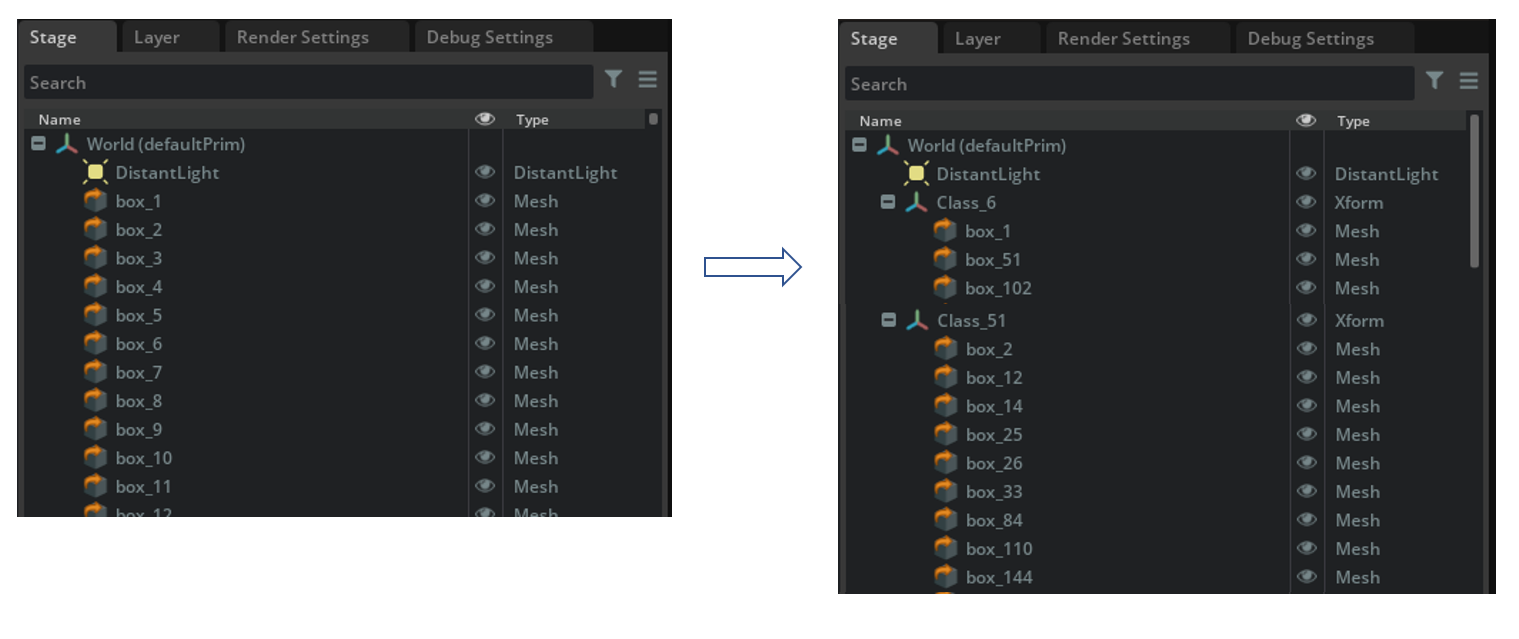 Stage Layer Render Settings Debug Settings
Search
Name Type
World (defaultPrim)
DistantLight DistantLight
box_1 Mesh
box_2 Mesh
box_3 Mesh
box_4 Mesh
box_5 Mesh
box_6 Mesh
box_7 Mesh
box_8 Mesh
box_9 Mesh
box_10 Mesh
box_11 Mesh
box_12 Mesh
Stage Layer Render Settings Debug Settings
Search
Name Type
World (defaultPrim)
DistantLight DistantLight
Class_6 Xform
box_1 Mesh
box_51 Mesh
box_102 Mesh
Class_51 Xform
box_2 Mesh
box_12 Mesh
box_14 Mesh
box_25 Mesh
box_26 Mesh
box_33 Mesh
box_84 Mesh
box_110 Mesh
box_144 Mesh